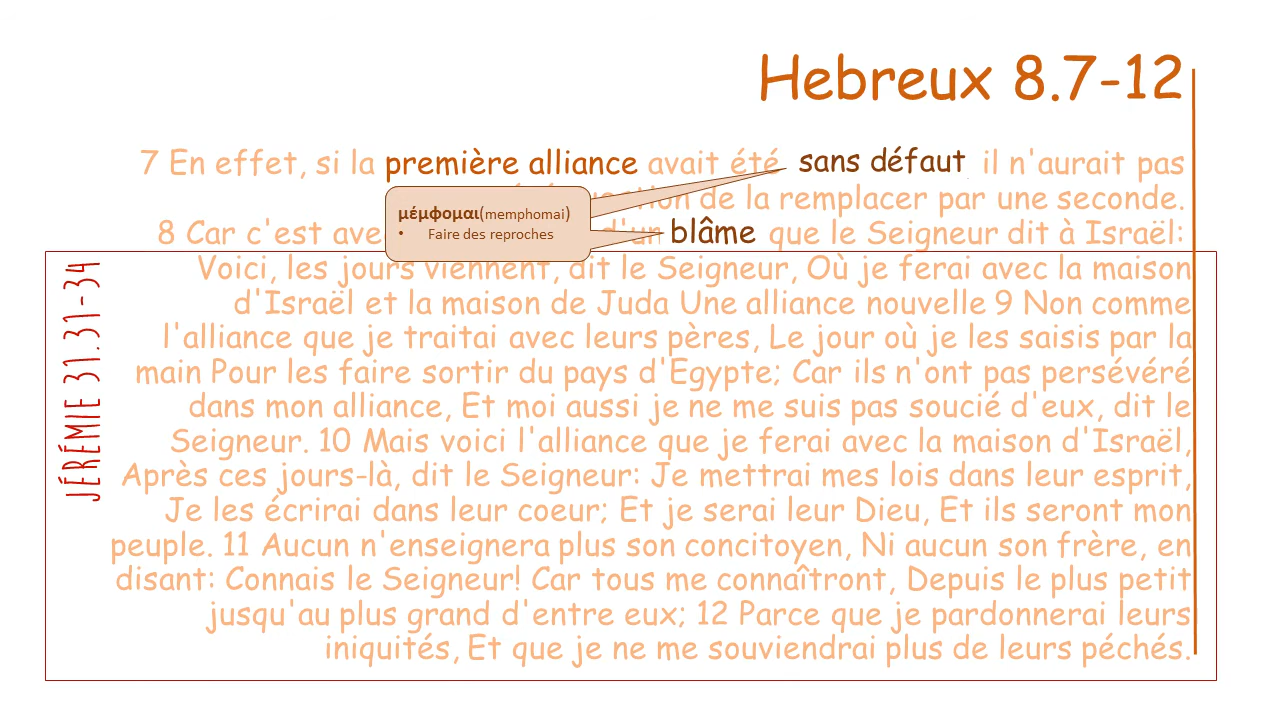 Hebreux 8.7-12
7 En effet, si la première alliance avait été sans défaut il n'aurait pas
de la remplacer par une seconde.
μέμφομαι(memphomai)
• Faire des reproches
8 Car c'est blâme que le Seigneur dit à Israël:
Voici, les jours viennent, dit le Seigneur, Où je ferai avec la maison
d'Israël et la maison de Juda Une alliance nouvelle 9 Non comme
l'alliance que je traitai avec leurs pères, Le jour où je les saisis par la
main Pour les faire sortir du pays d'Egypte; Car ils n'ont pas persévéré
dans mon alliance, Et moi aussi je ne me suis pas soucié d'eux, dit le
Seigneur. 10 Mais voici l'alliance que je ferai avec la maison d'Israël,
Après ces jours-là, dit le Seigneur: Je mettrai mes lois dans leur esprit,
Je les écrirai dans leur coeur; Et je serai leur Dieu, Et ils seront mon
peuple. 11 Aucun n'enseignera plus son concitoyen, Ni aucun son frère, en
disant: Connais le Seigneur! Car tous me connaîtront, Depuis le plus petit
jusqu'au plus grand d'entre eux; 12 Parce que je pardonnerai leurs
iniquités, Et que je ne me souviendrai plus de leurs péchés.
JÉRÉMIE 31.31-34